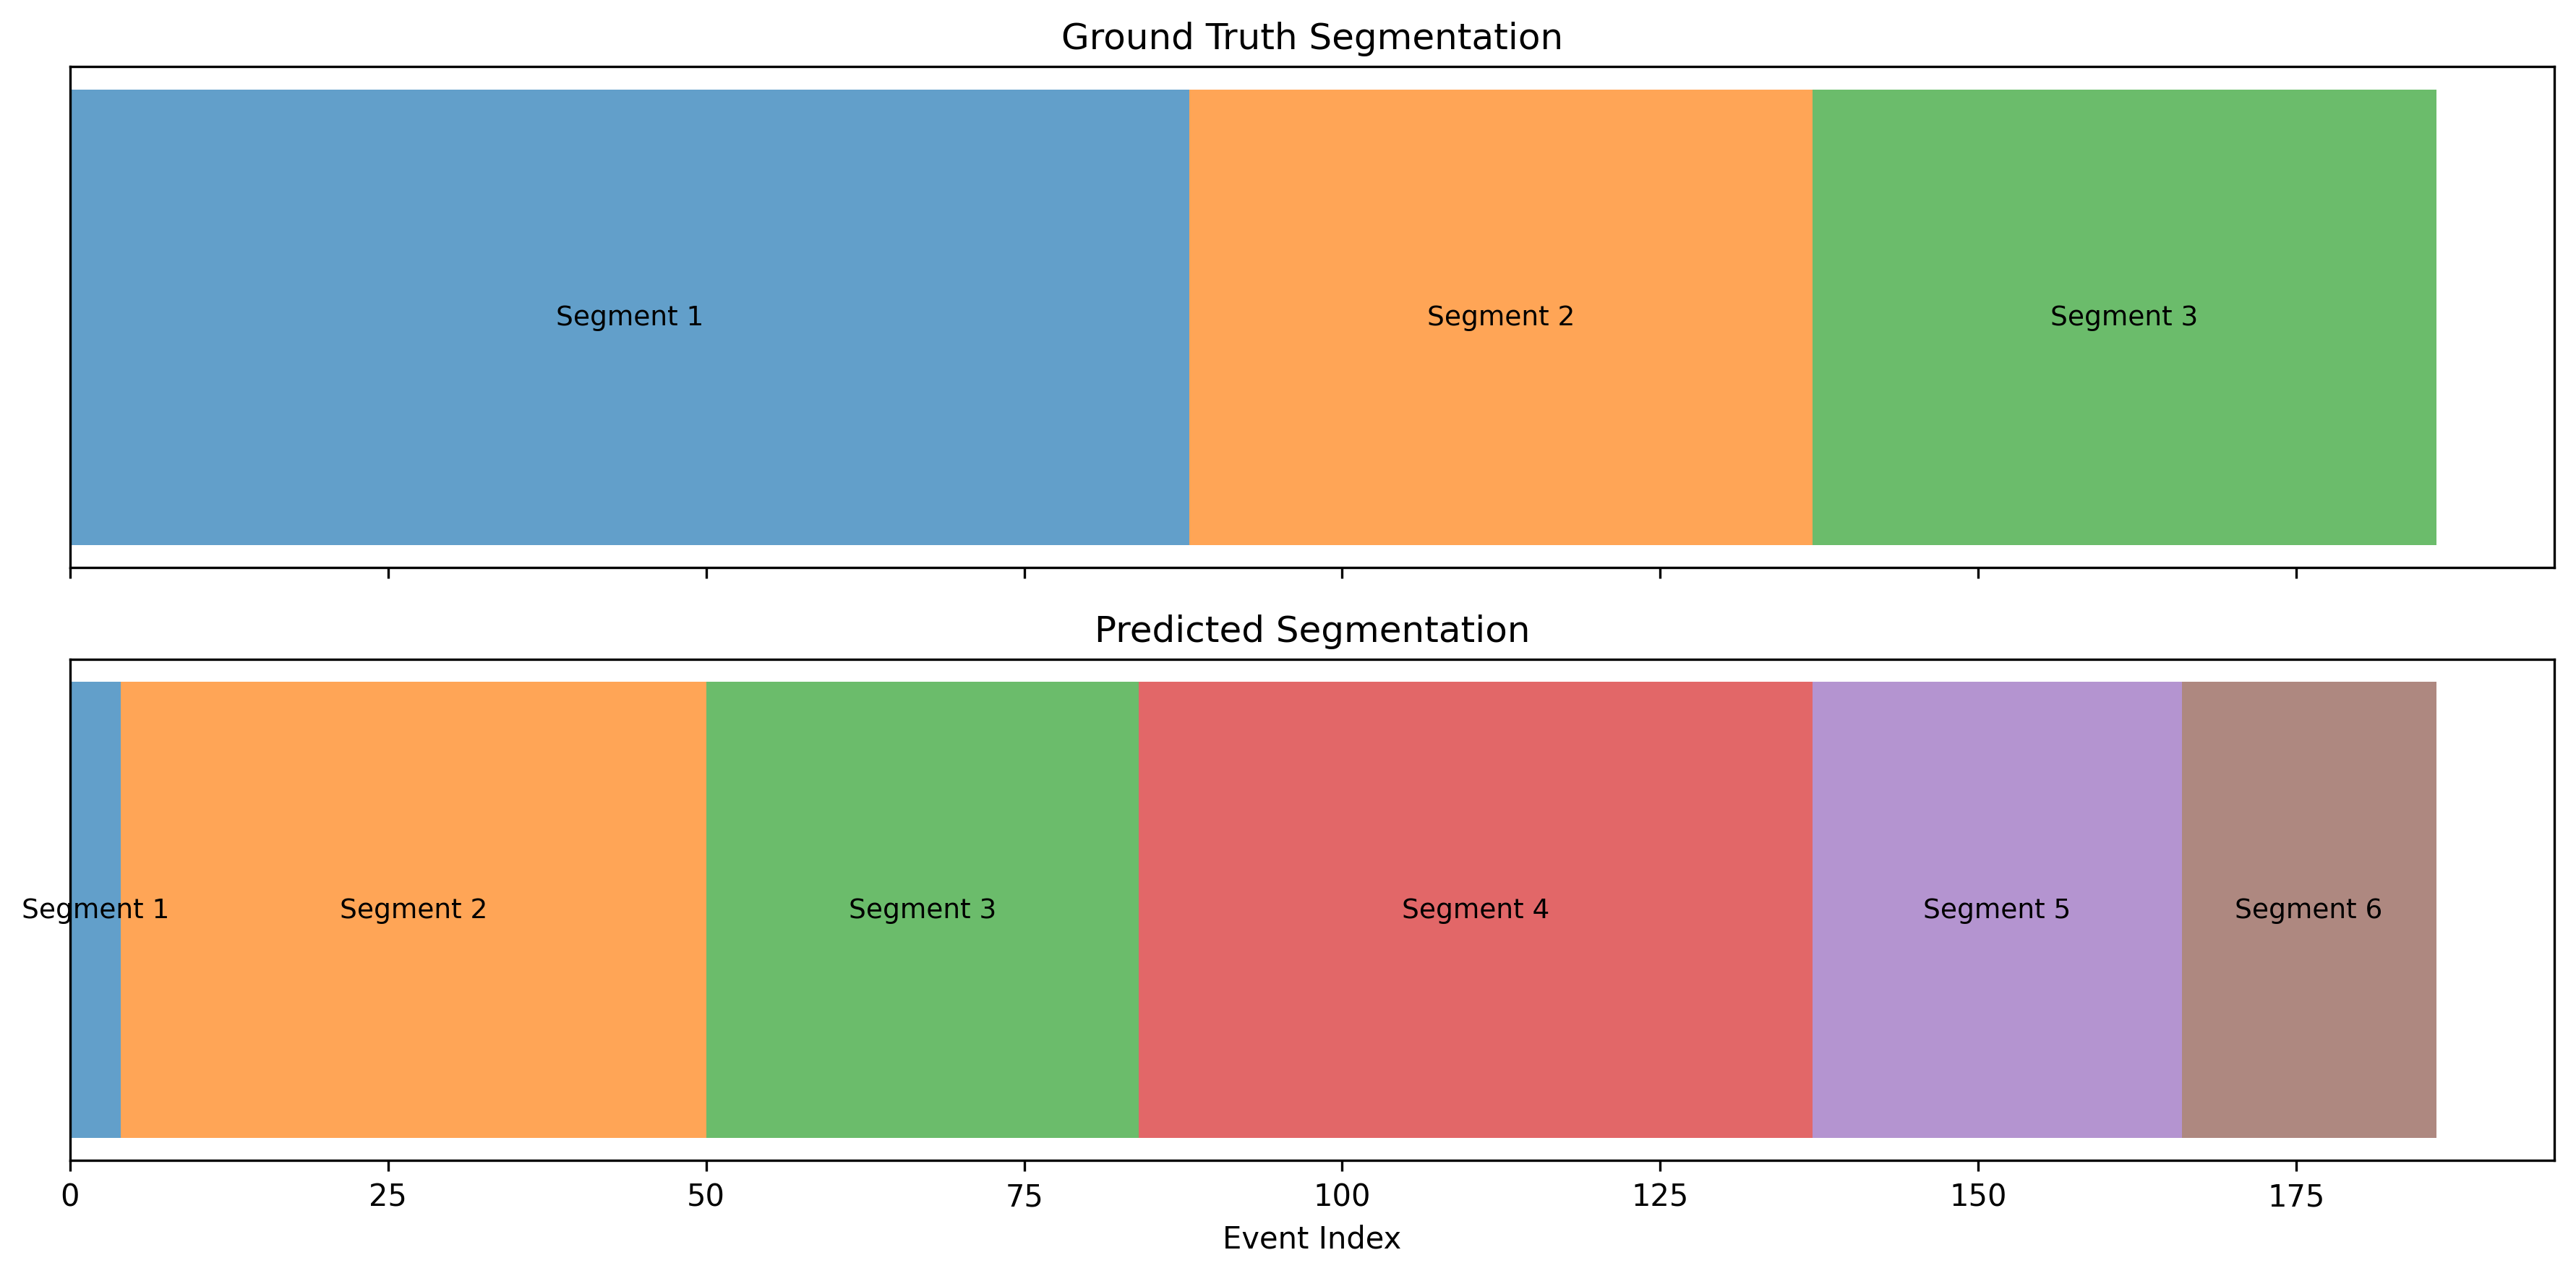 Ground Truth Segmentation
Segment 1 Segment 2 Segment 3
Predicted Segmentation
Segment 1 Segment 2 Segment 3 Segment 4 Segment 5 Segment 6
0 25 50 75 100 125 150 175
Event Index